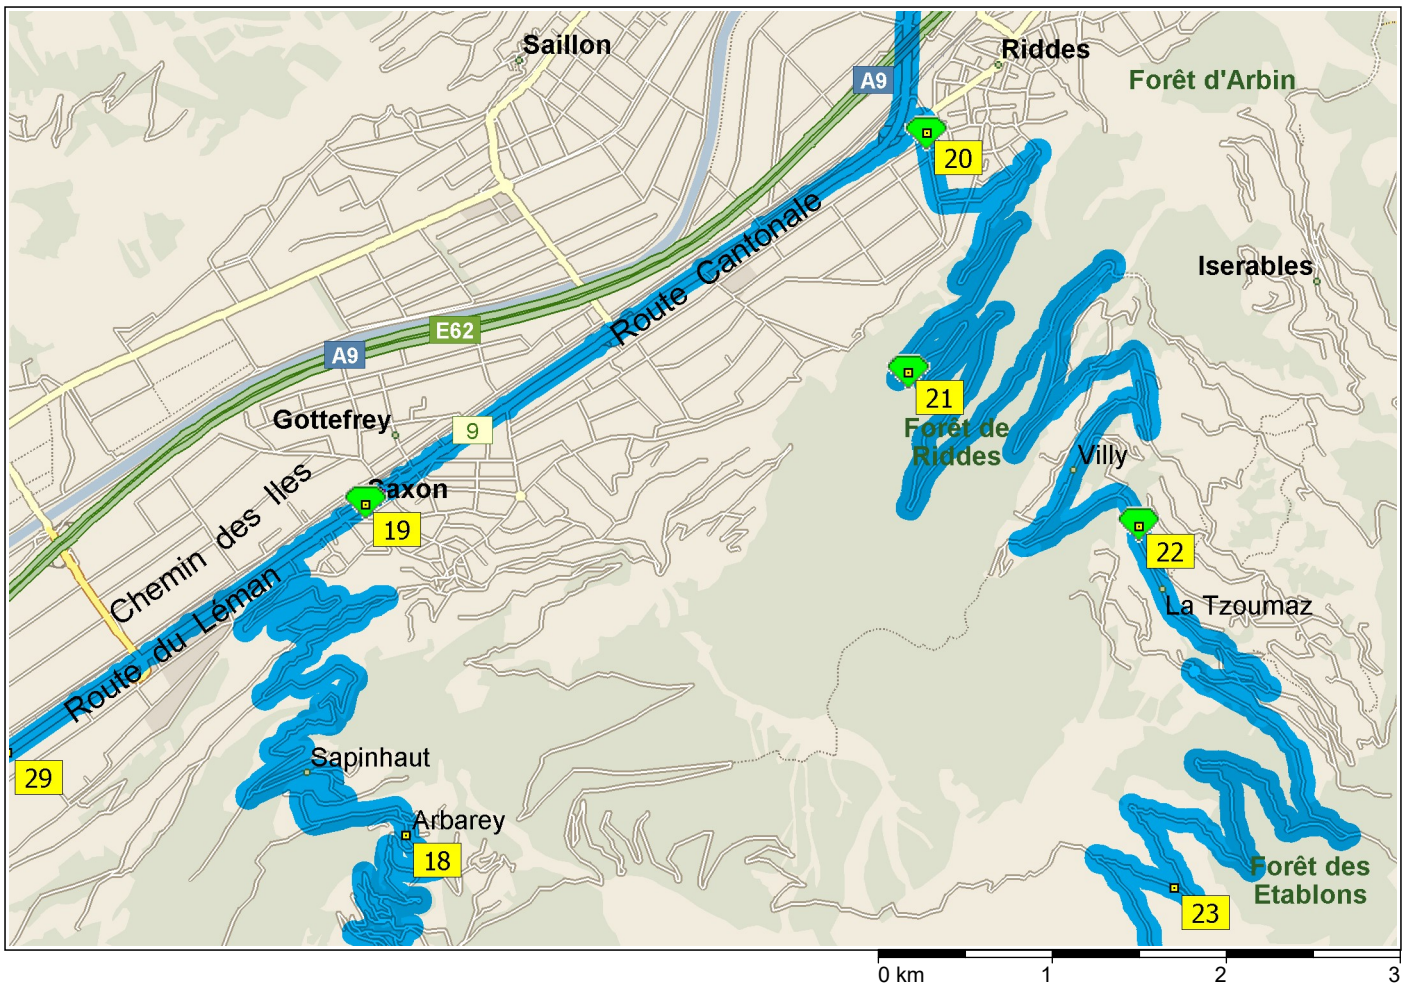 Saillon
Riddes
A9
Forêt d'Arbin
20
Route Cantonale
Iserables
E62
A9
21
Gottefrey
9
Forêt de
Riddes
Villy
Saxon
19
Chemin des Iles
22
Route du Léman
La Tzoumaz
Sapinhaut
29
Arbarey
18
Forêt des
Etablons
23
0 km 1 2 3